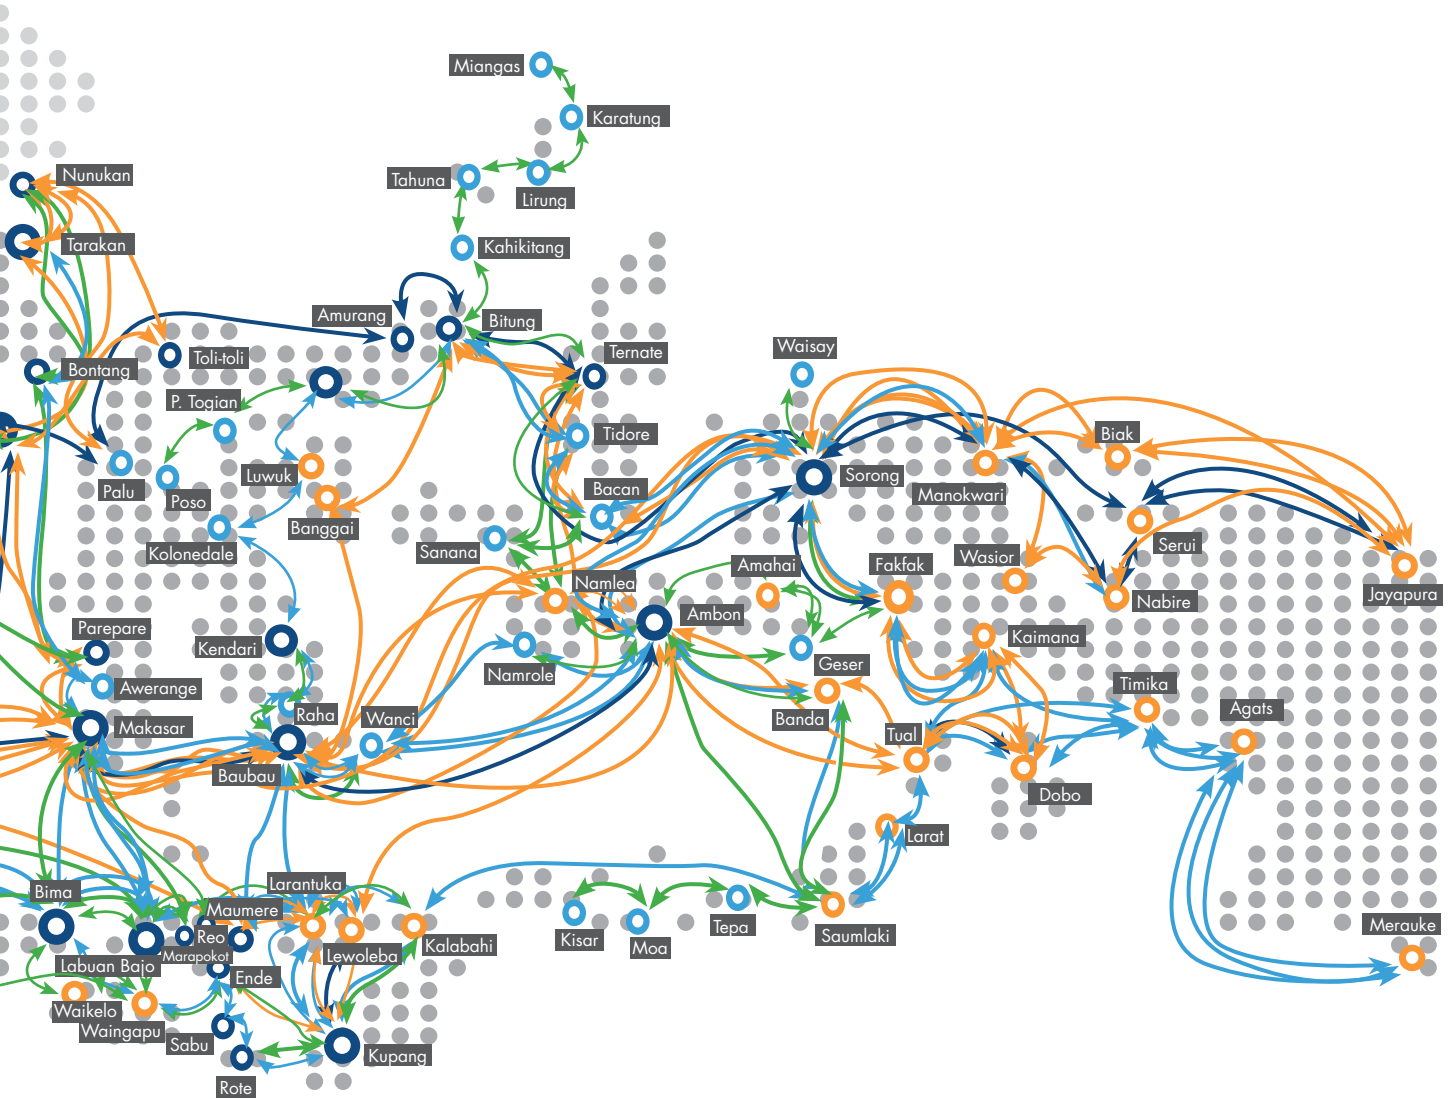 Miangas
Karatung
Nunukan
Tahuna
Lirung
Tarakan
Kahikitang
Amurang
Bitung
Toli-toli
Ternate
Waisay
Bontang
P. Togian
Tidore
Biak
Palu
Poso
Luwuk
Bacan
Sorong
Manokwari
Banggai
Kolonedale
Sanana
Serui
Wasior
Amahai
Fakfak
Namlea
Jayapura
Nabire
Parepare
Kendari
Ambon
Kaimana
Namrole
Geser
Awerange
Timika
Makasar
Raha
Wanci
Banda
Tual
Agats
Baubau
Dobo
Larat
Bima
Larantuka
Maumere
Reo
Marapokot
Lewoleba
Kalabahi
Kisar
Moa
Tepa
Saumlaki
Merauke
Labuan Bajo
Ende
Waikelo
Waingapu
Sabu
Kupang
Rote